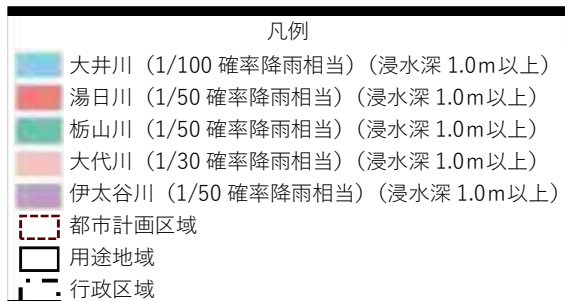 凡例
大井川（1/100 確率降雨相当）（浸水深 1.0ｍ以上）
湯日川（1/50 確率降雨相当）（浸水深 1.0ｍ以上）
栃山川（1/50 確率降雨相当）（浸水深 1.0ｍ以上）
大代川（1/30 確率降雨相当）（浸水深 1.0ｍ以上）
伊太谷川（1/50 確率降雨相当）（浸水深 1.0ｍ以上）
都市計画区域
用途地域
行政区域